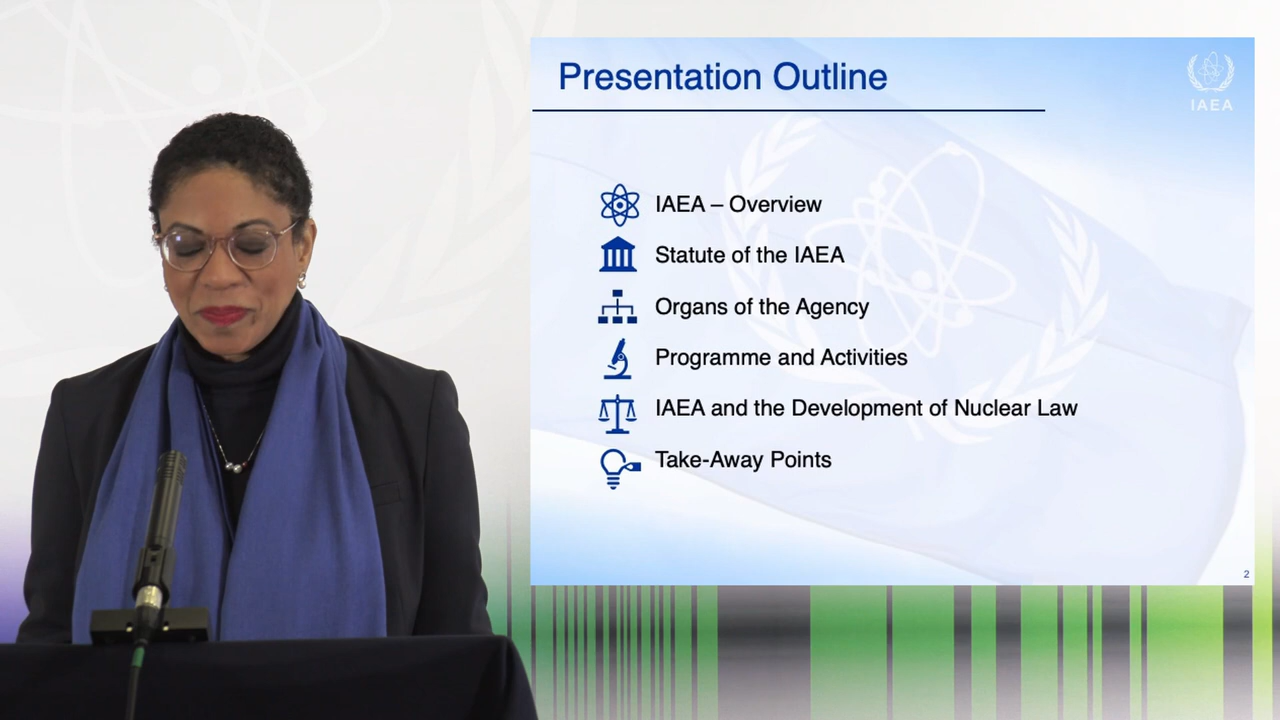 Presentation Outline
IAEA
IAEA – Overview
Statute of the IAEA
Organs of the Agency
Programme and Activities
IAEA and the Development of Nuclear Law
Take-Away Points
2